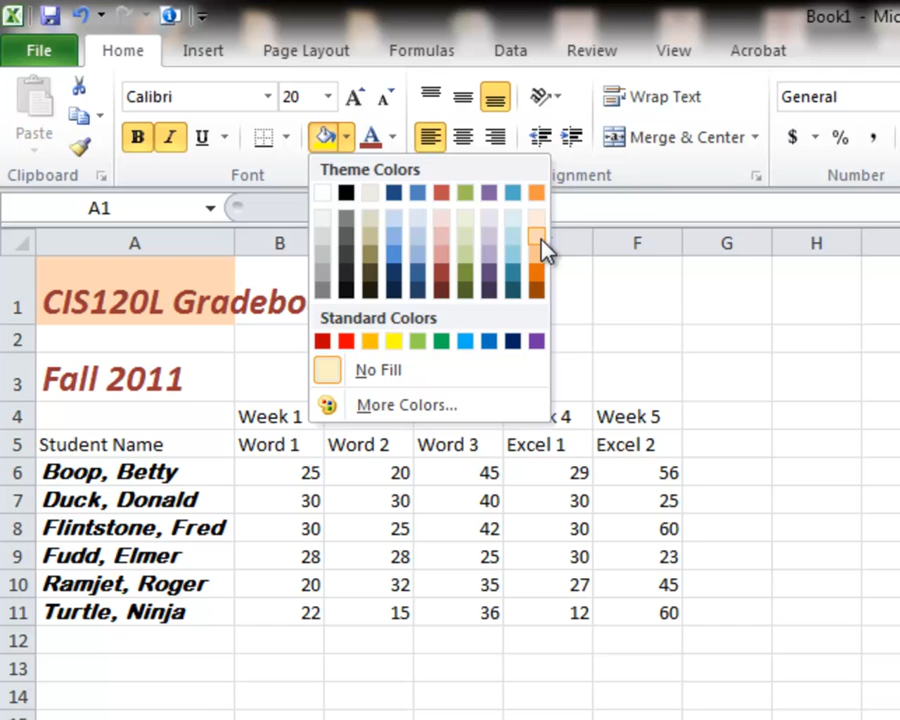 Book1 - Mic
File Home Insert Page Layout Formulas Data Review View Acrobat
Calibri 20 A A Wrap Text General
Paste B I U A Merge & Center $ % ,
Clipboard Font ignment Number
Theme Colors
A1
A B F G H
1 CIS120L Gradebo
Standard Colors
2
No Fill
3 Fall 2011
More Colors...
4 Week 1 k 4 Week 5
5 Student Name Word 1 Word 2 Word 3 Excel 1 Excel 2
6 Boop, Betty 25 20 45 29 56
7 Duck, Donald 30 30 40 30 25
8 Flintstone, Fred 30 25 42 30 60
9 Fudd, Elmer 28 28 25 30 23
10 Ramjet, Roger 20 32 35 27 45
11 Turtle, Ninja 22 15 36 12 60
12
13
14